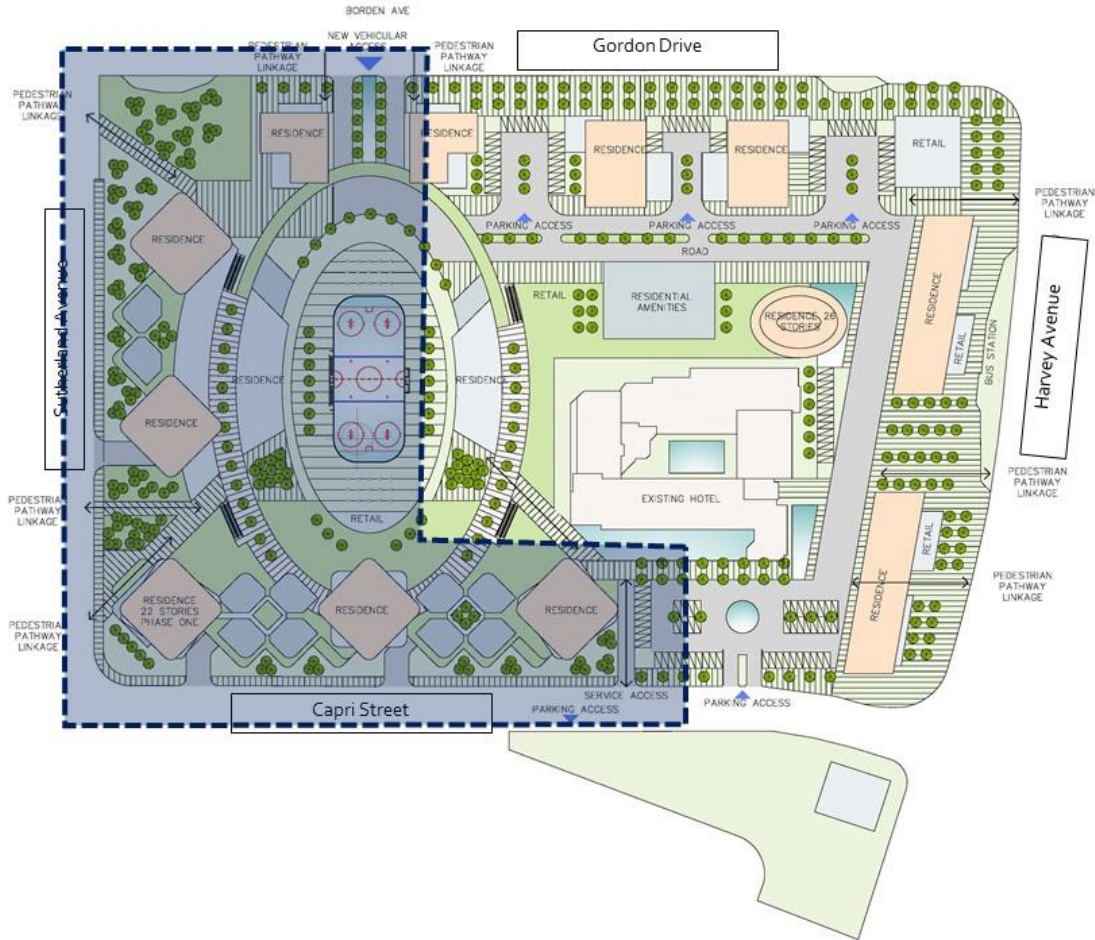 BORDEN AVE
NEW VEHICULAR
ACCESS
Gordon Drive
PEDESTRIAN
PATHWAY
LINKAGE
PEDESTRIAN
PATHWAY
LINKAGE
PEDESTRIAN
PATHWAY
LINKAGE
RESIDENCE
RESIDENCE
RESIDENCE
RESIDENCE
RETAIL
PEDESTRIAN
PATHWAY
LINKAGE
PARKING ACCESS
PARKING ACCESS
PARKING ACCESS
ROAD
RESIDENCE
Sutherland Avenue
RETAIL
RESIDENTIAL
AMENITIES
RESIDENCE 26
STORIES
RESIDENCE
RETAIL
BUS STATION
Harvey Avenue
RESIDENCE
RESIDENCE
RESIDENCE
PEDESTRIAN
PATHWAY
LINKAGE
PEDESTRIAN
PATHWAY
LINKAGE
EXISTING HOTEL
RETAIL
RETAIL
RESIDENCE
PEDESTRIAN
PATHWAY
LINKAGE
RESIDENCE
22 STORIES
PHASE ONE
RESIDENCE
RESIDENCE
PEDESTRIAN
PATHWAY
LINKAGE
SERVICE ACCESS
PARKING ACCESS
Capri Street
PARKING ACCESS